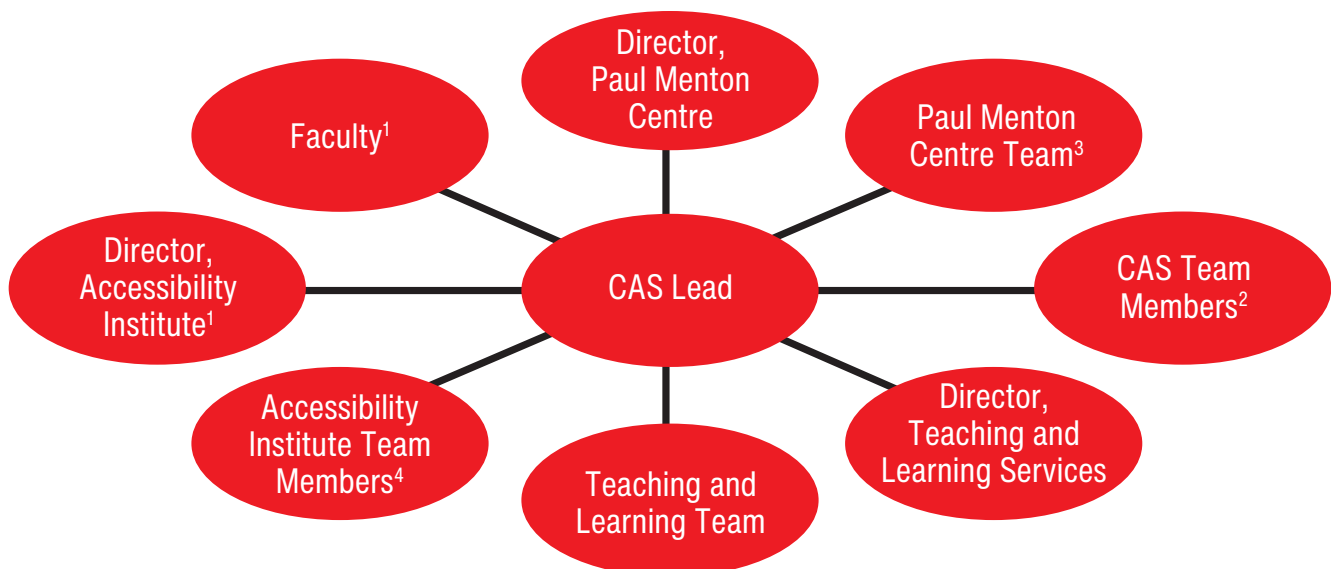 Director,
Paul Menton
Centre
Faculty¹
Paul Menton
Centre Team³
Director,
Accessibility
Institute¹
CAS Lead
CAS Team
Members²
Accessibility
Institute Team
Members⁴
Teaching and
Learning Team
Director,
Teaching and
Learning Services